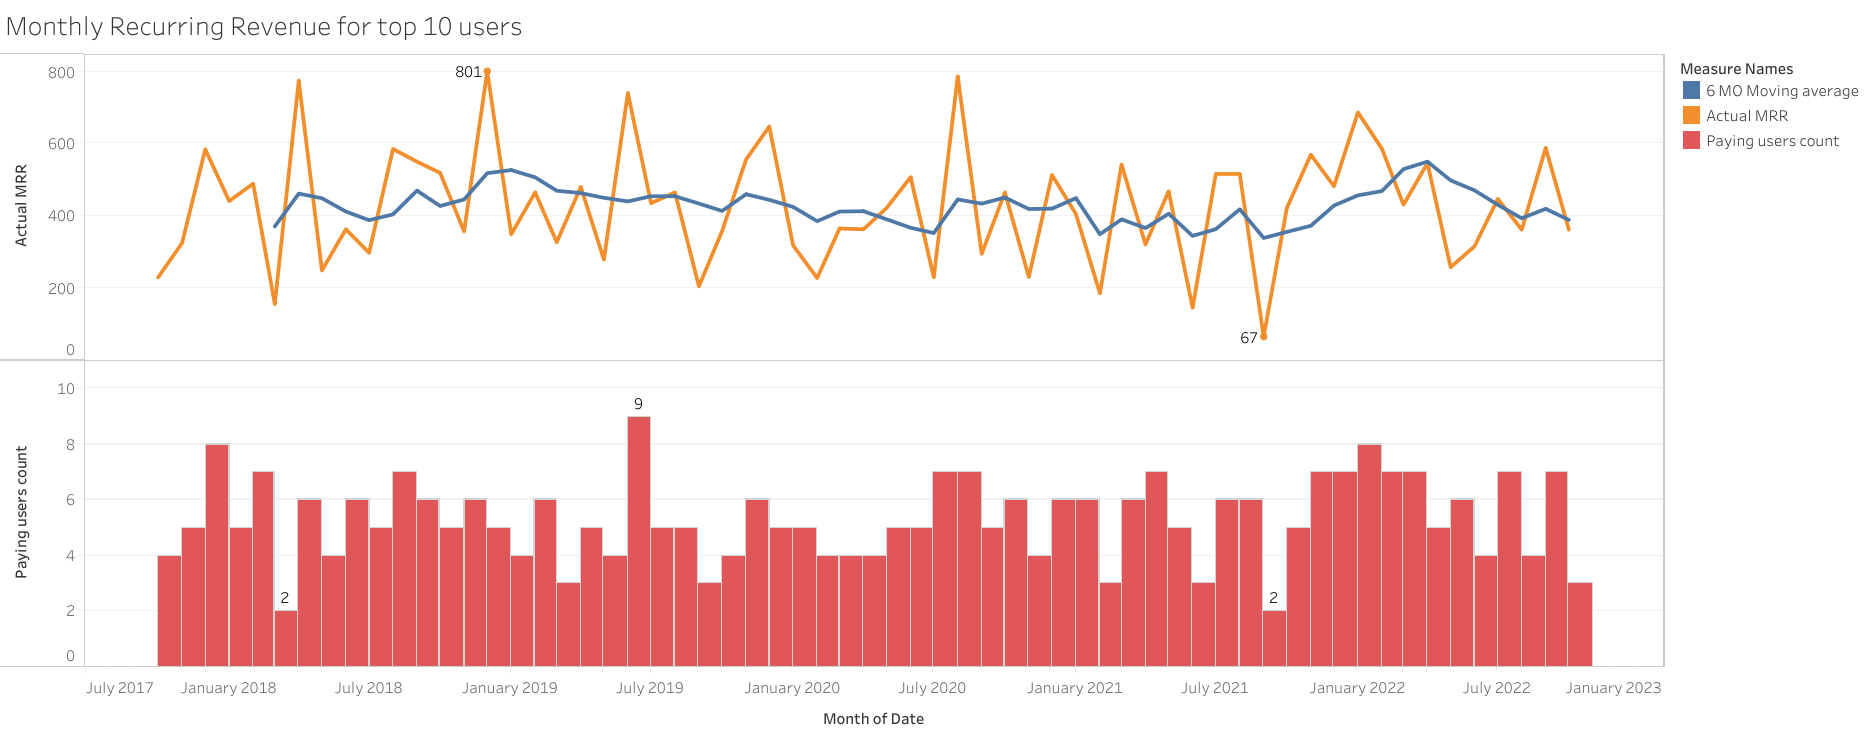 Monthly Recurring Revenue for top 10 users
Actual MRR
800
600
400
200
0
801
67
Measure Names
6 MO Moving average
Actual MRR
Paying users count
Paying users count
10
8
6
4
2
0
2
9
2
July 2017 January 2018 July 2018 January 2019 July 2019 January 2020 July 2020 January 2021 July 2021 January 2022 July 2022 January 2023
Month of Date